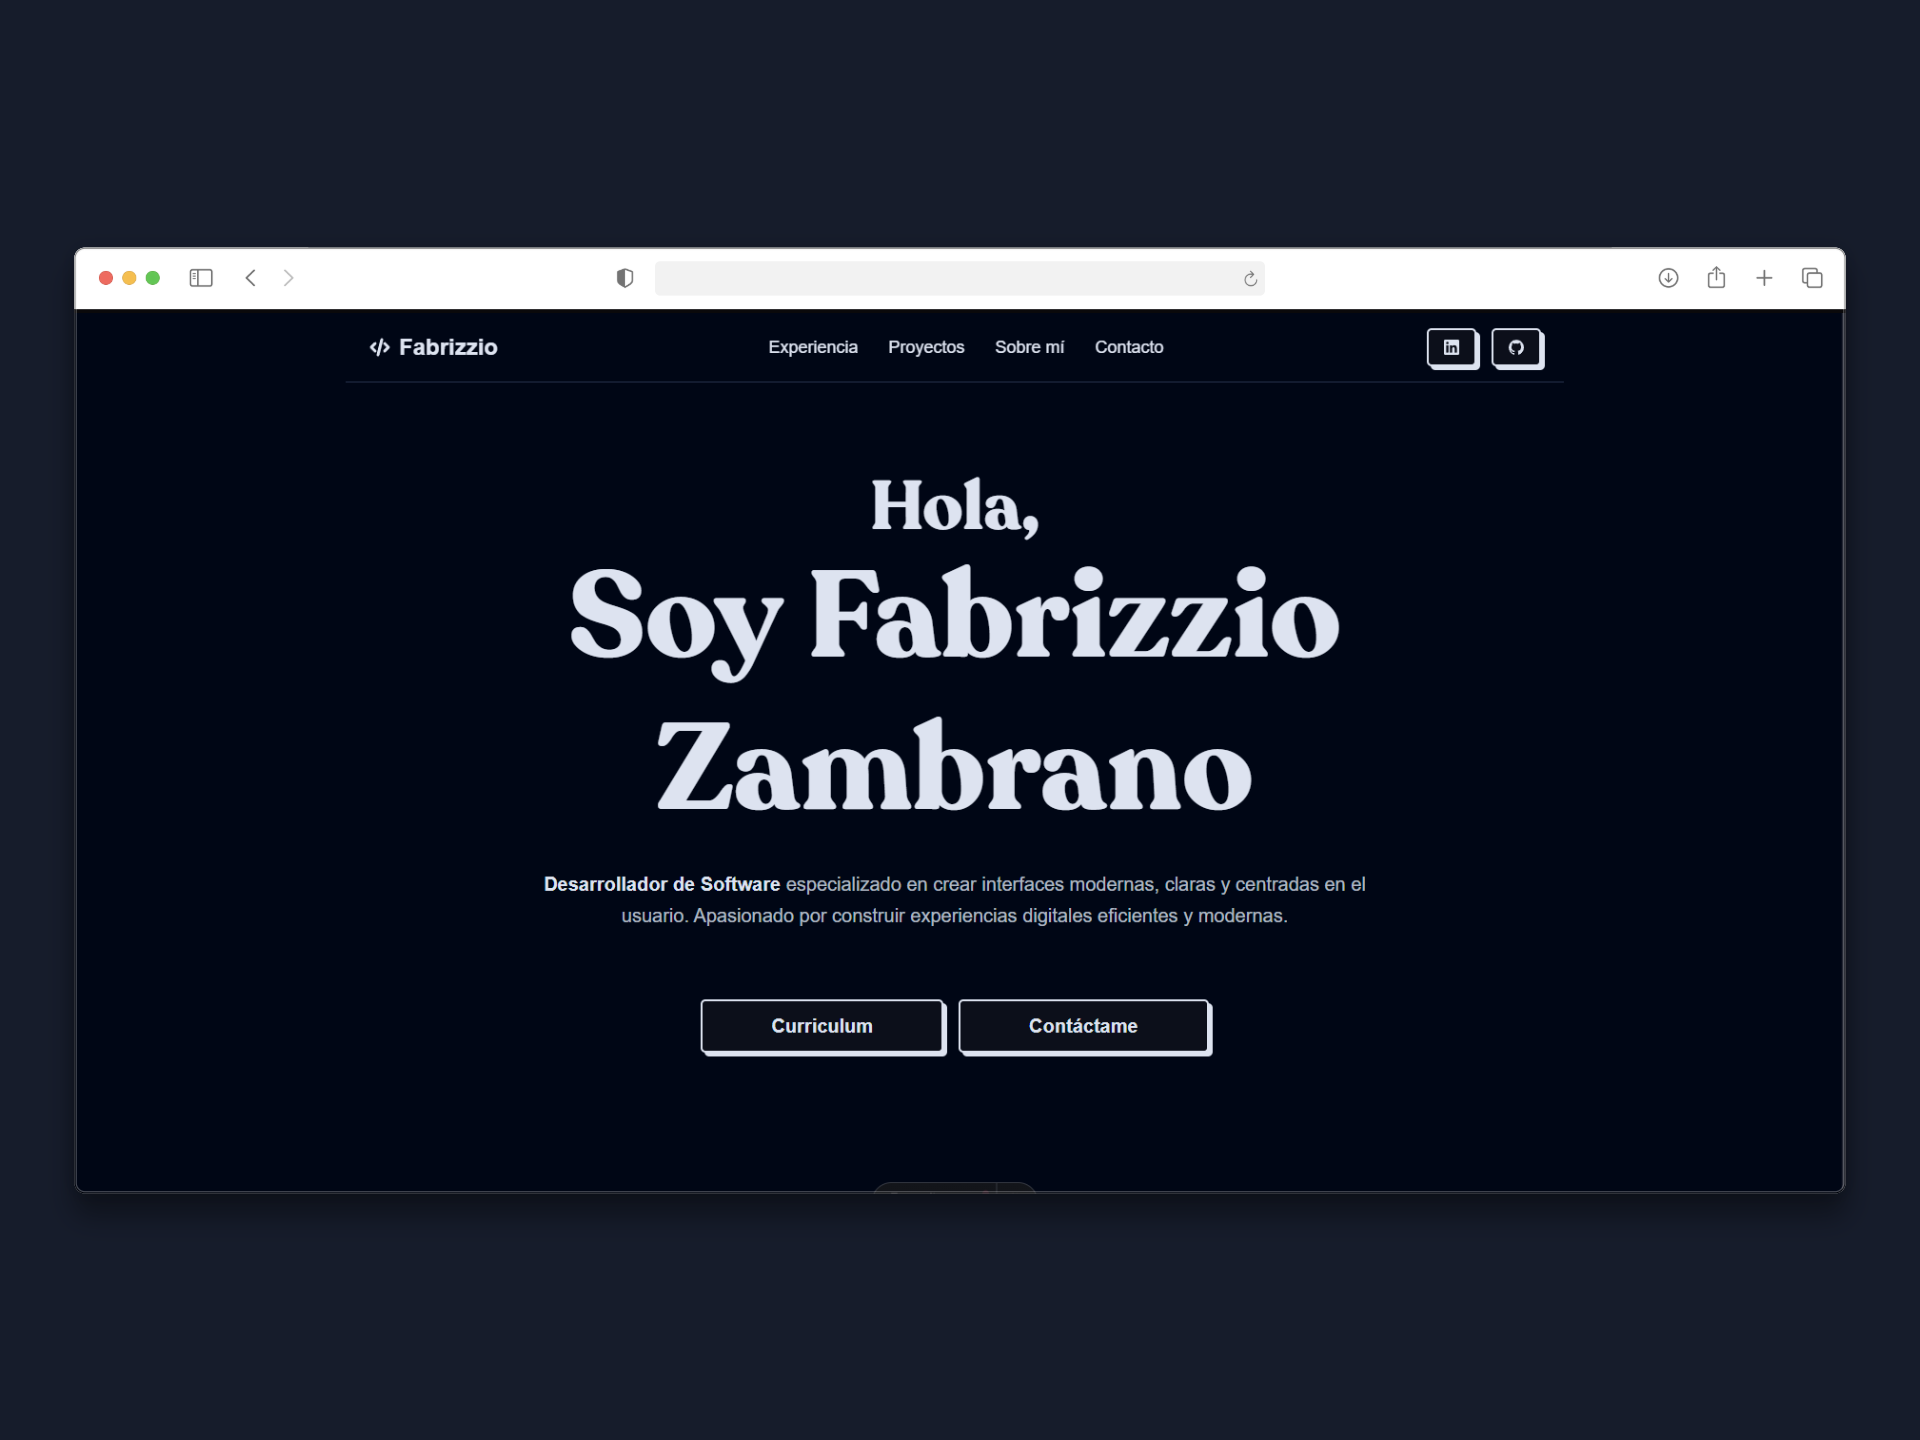 </> Fabrizzio
Experiencia Proyectos Sobre mí Contacto
in
Hola,
Soy Fabrizzio
Zambrano
Desarrollador de Software especializado en crear interfaces modernas, claras y centradas en el
usuario. Apasionado por construir experiencias digitales eficientes y modernas.
Curriculum Contáctame